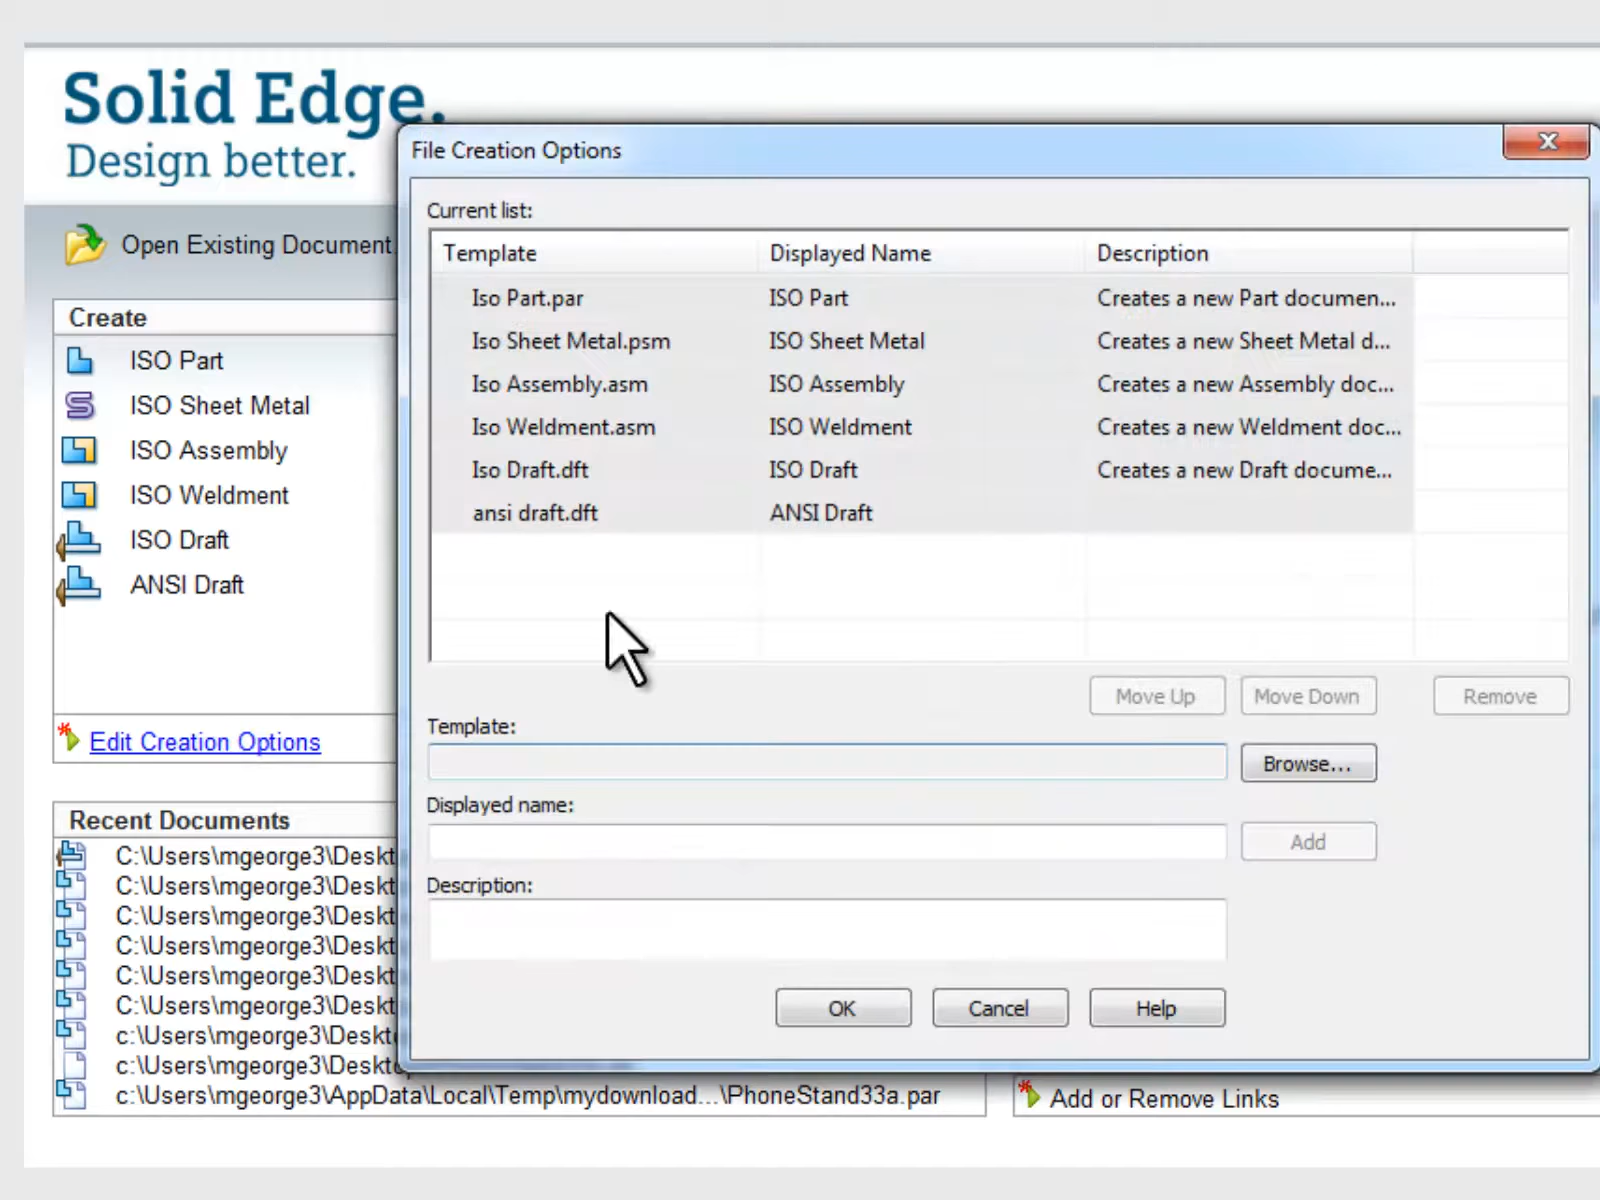 Solid Edge.
Design better.
Open Existing Document
Create
ISO Part
ISO Sheet Metal
ISO Assembly
ISO Weldment
ISO Draft
ANSI Draft
Edit Creation Options
Recent Documents
C:\Users\mgeorge3\Deskt
C:\Users\mgeorge3\Deskt
C:\Users\mgeorge3\Deskt
C:\Users\mgeorge3\Deskt
C:\Users\mgeorge3\Deskt
C:\Users\mgeorge3\Deskt
c:\Users\mgeorge3\Deskt
c:\Users\mgeorge3\Deskto
c:\Users\mgeorge3\AppData\Local\Temp\mydownload...\PhoneStand33a.par
Add or Remove Links
File Creation Options
Current list:
Template Displayed Name Description
Iso Part.par ISO Part Creates a new Part documen...
Iso Sheet Metal.psm ISO Sheet Metal Creates a new Sheet Metal d...
Iso Assembly.asm ISO Assembly Creates a new Assembly doc...
Iso Weldment.asm ISO Weldment Creates a new Weldment doc...
Iso Draft.dft ISO Draft Creates a new Draft docume...
ansi draft.dft ANSI Draft
Move Up Move Down Remove
Template:
Browse...
Displayed name:
Add
Description:
OK Cancel Help